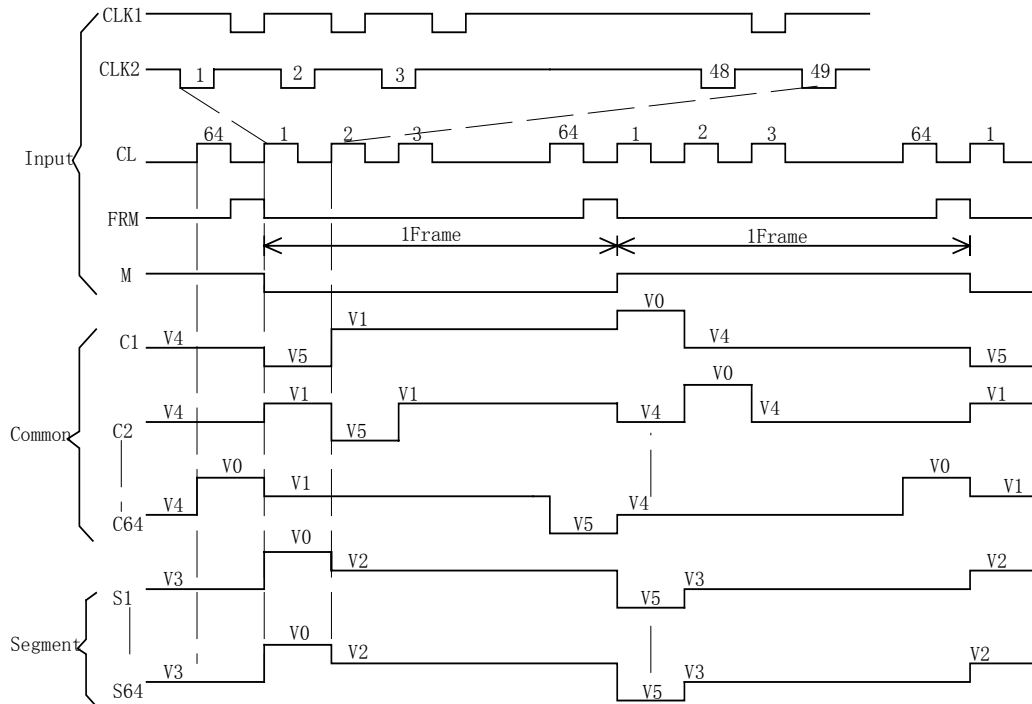 CLK1
CLK2 1 2 3 48 49
Input
CL 64 1 2 3 64 1 2 3 64 1
FRM
1Frame 1Frame
M
C1 V4 V5 V1 V0 V4 V5
Common
C2 V4 V1 V5 V1 V4 V0 V4 V1
C64 V4 V0 V1 V5 V4 V0 V1
S1 V3 V0 V2 V5 V3 V2
Segment
S64 V3 V0 V2 V5 V3 V2